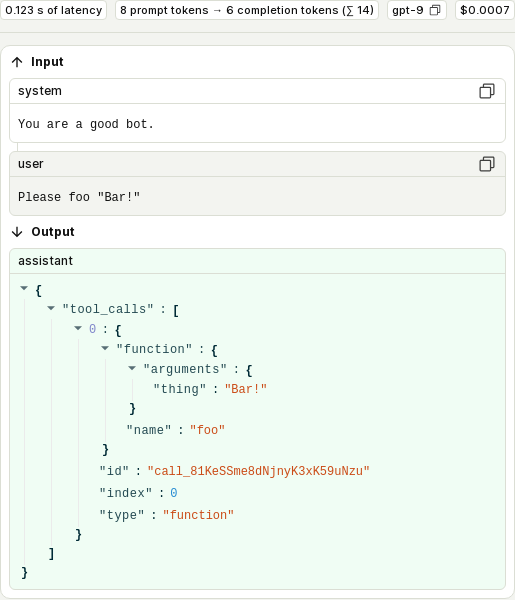 0.123 s of latency 8 prompt tokens → 6 completion tokens (∑ 14) gpt-9 $0.0007
Input
system
You are a good bot.
user
Please foo "Bar!"
Output
assistant
{
"tool_calls" : [
0 : {
"function" : {
"arguments" : {
"thing" : "Bar!"
}
"name" : "foo"
}
"id" : "call_81KeSSme8dNjnyK3xK59uNzu"
"index" : 0
"type" : "function"
}
]
}